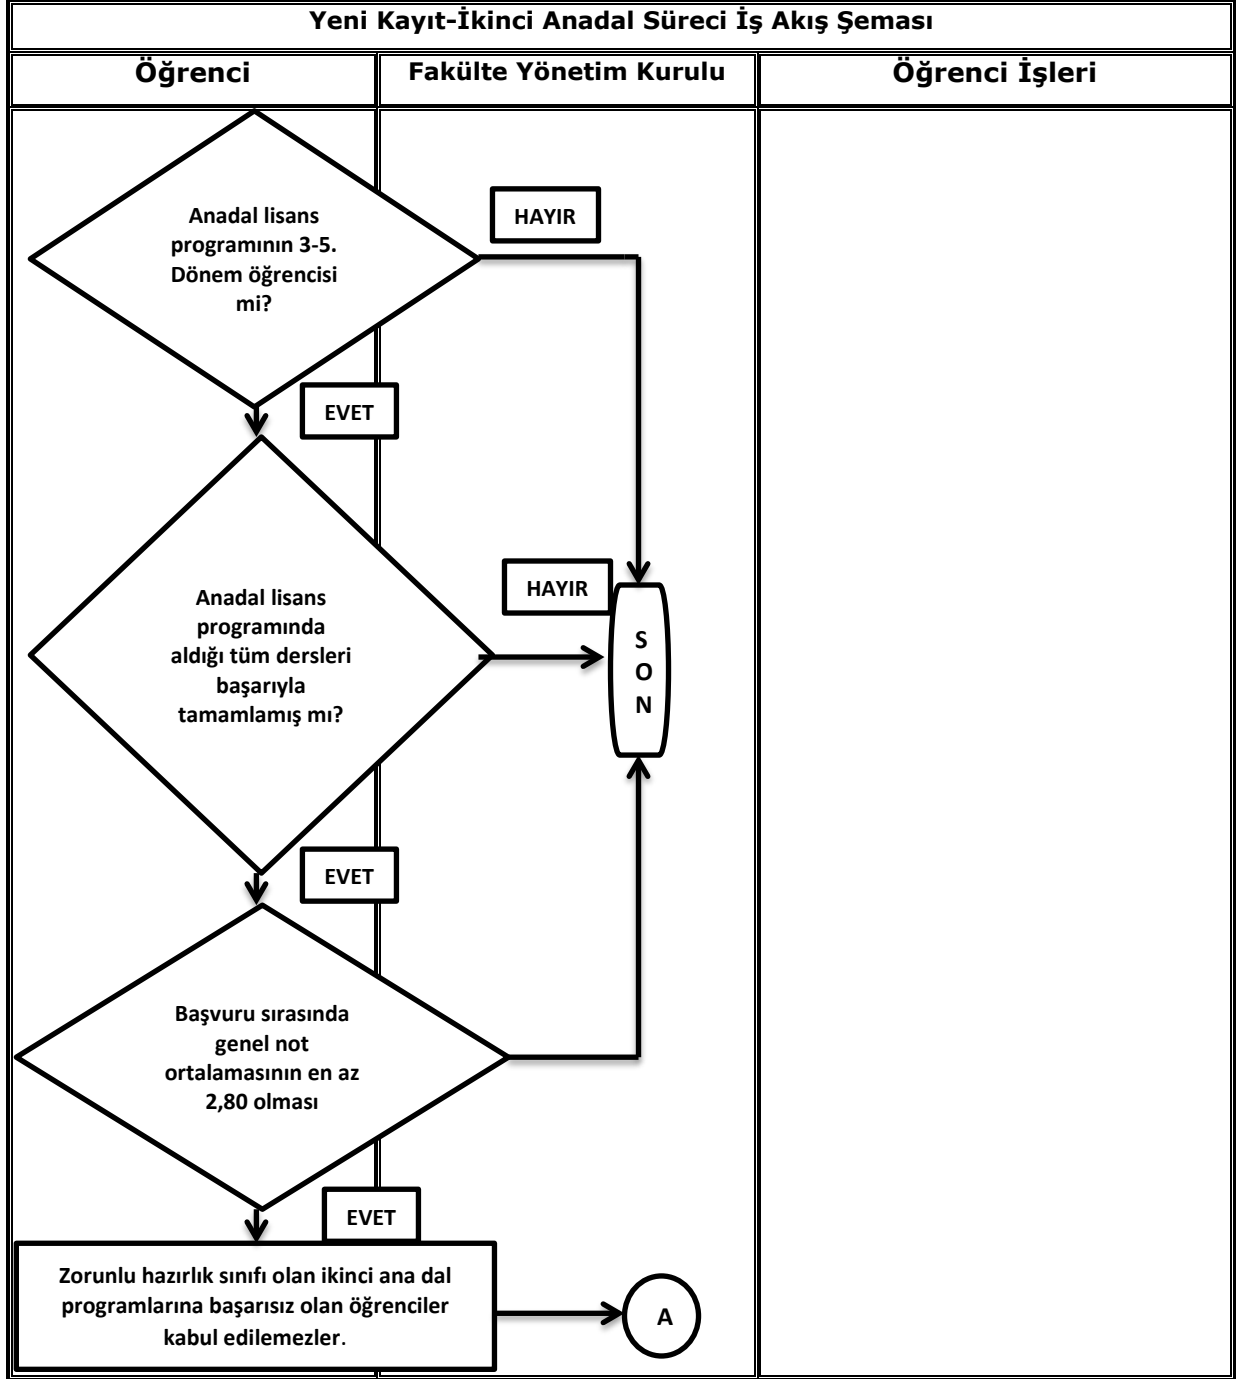 Yeni Kayıt-İkinci Anadal Süreci İş Akış Şeması
Öğrenci
Fakülte Yönetim Kurulu
Öğrenci İşleri
Anadal lisans
programının 3-5.
Dönem öğrencisi
mi?
HAYIR
EVET
Anadal lisans
programında
aldığı tüm dersleri
başarıyla
tamamlamış mı?
HAYIR
S
O
N
EVET
Başvuru sırasında
genel not
ortalamasının en az
2,80 olması
EVET
Zorunlu hazırlık sınıfı olan ikinci ana dal
programlarına başarısız olan öğrenciler
kabul edilemezler.
A